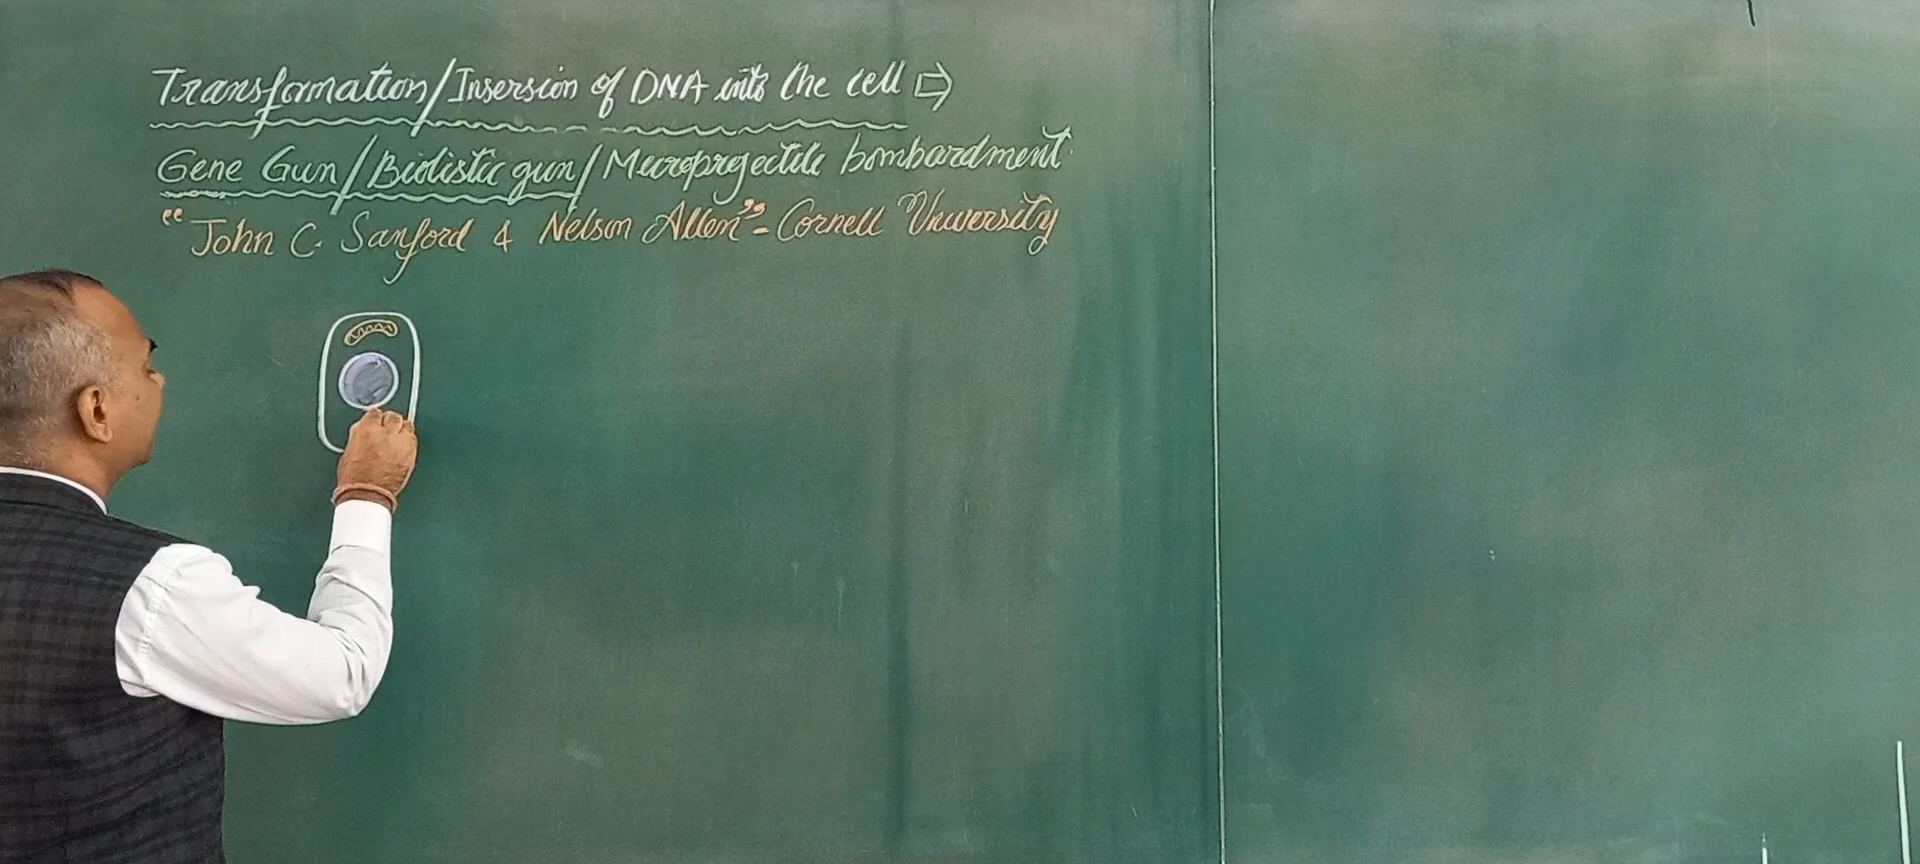 Transformation/Insersion of DNA into the cell ⇨
Gene Gun/Biolistic gun/Microprojectile bombardment
"John C. Sanford & Nelson Allen" - Cornell University